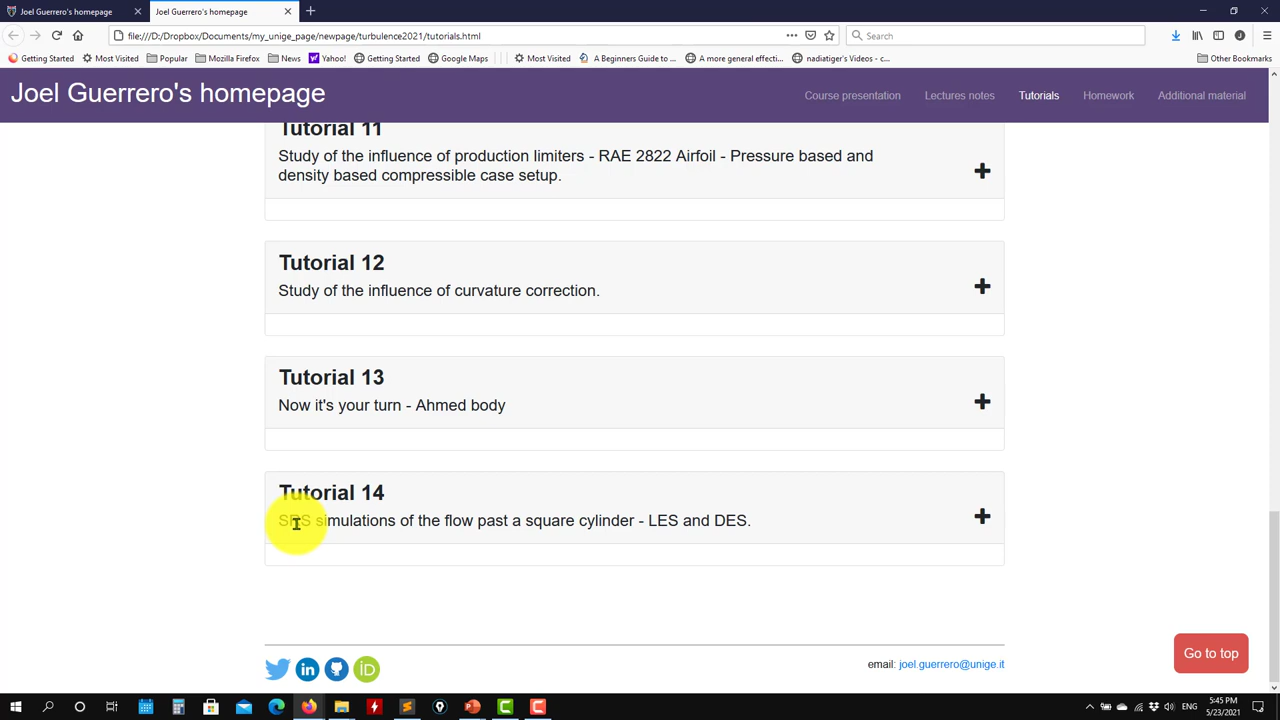 Joel Guerrero's homepage
Joel Guerrero's homepage
file:///D:/Dropbox/Documents/my_unige_page/newpage/turbulence2021/tutorials.html
Search
Getting Started
Most Visited
Popular
Mozilla Firefox
News
Yahoo!
Getting Started
Google Maps
Most Visited
A Beginners Guide to ...
A more general effecti...
nadiatiger's Videos - c...
Other Bookmarks
Joel Guerrero's homepage
Course presentation
Lectures notes
Tutorials
Homework
Additional material
Tutorial 11
Study of the influence of production limiters - RAE 2822 Airfoil - Pressure based and
density based compressible case setup.
Tutorial 12
Study of the influence of curvature correction.
Tutorial 13
Now it's your turn - Ahmed body
Tutorial 14
SRS simulations of the flow past a square cylinder - LES and DES.
email: joel.guerrero@unige.it
Go to top
ENG
5:45 PM
5/23/2021